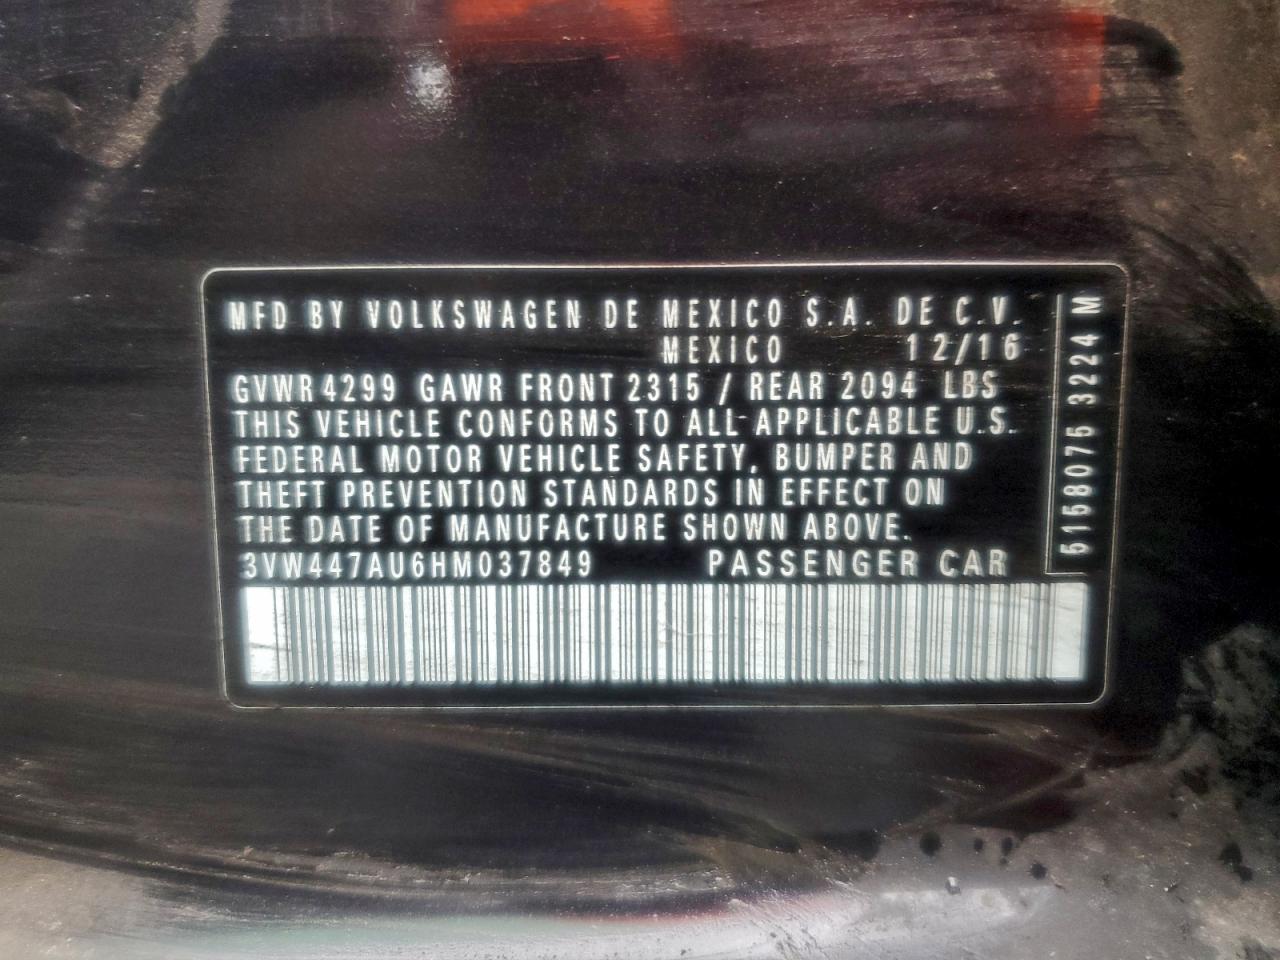 MFD BY VOLKSWAGEN DE MEXICO S.A. DE C.V.
MEXICO 12/16
GVWR 4299 GAWR FRONT 2315 / REAR 2094 LBS
THIS VEHICLE CONFORMS TO ALL APPLICABLE U.S.
FEDERAL MOTOR VEHICLE SAFETY, BUMPER AND
THEFT PREVENTION STANDARDS IN EFFECT ON
THE DATE OF MANUFACTURE SHOWN ABOVE.
3VW447AU6HM037849 PASSENGER CAR
5158075 3224 M